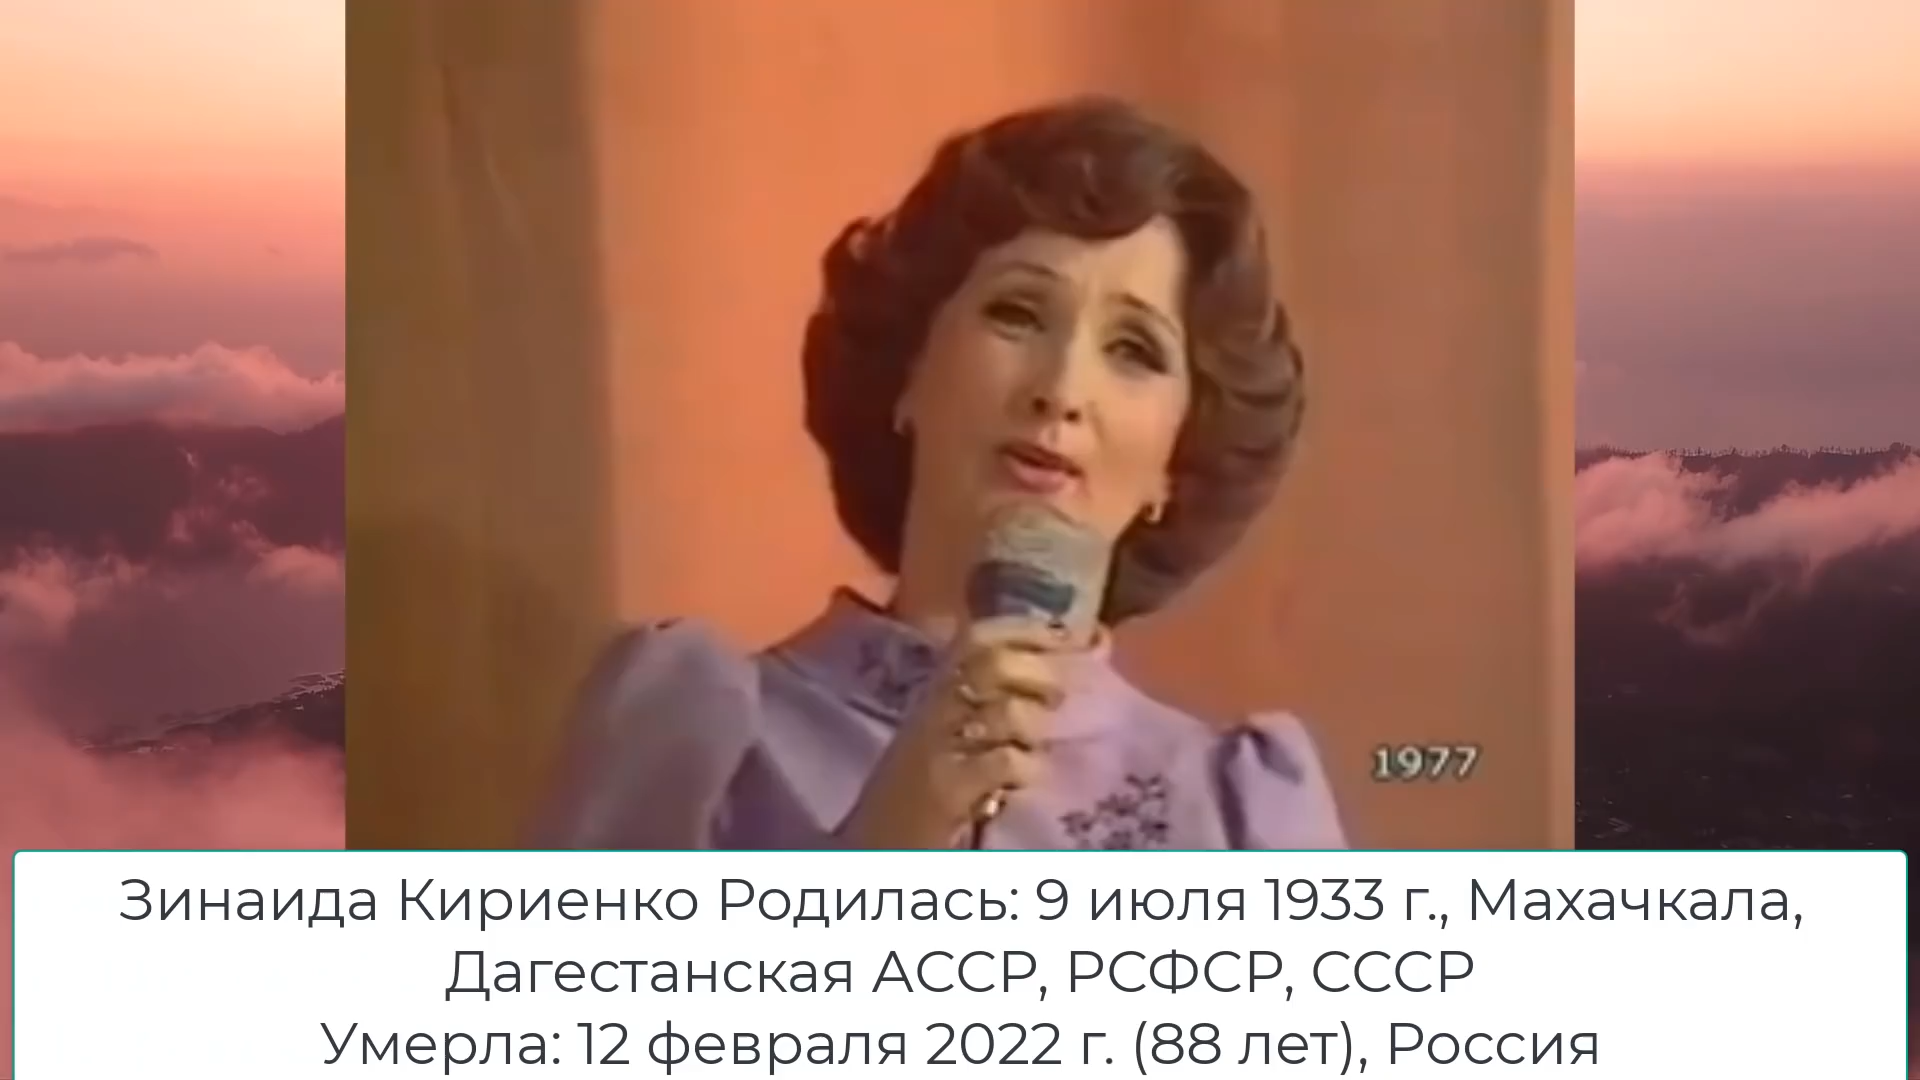 1977
Зинаида Кириенко Родилась: 9 июля 1933 г., Махачкала,
Дагестанская АССР, РСФСР, СССР
Умерла: 12 февраля 2022 г. (88 лет), Россия